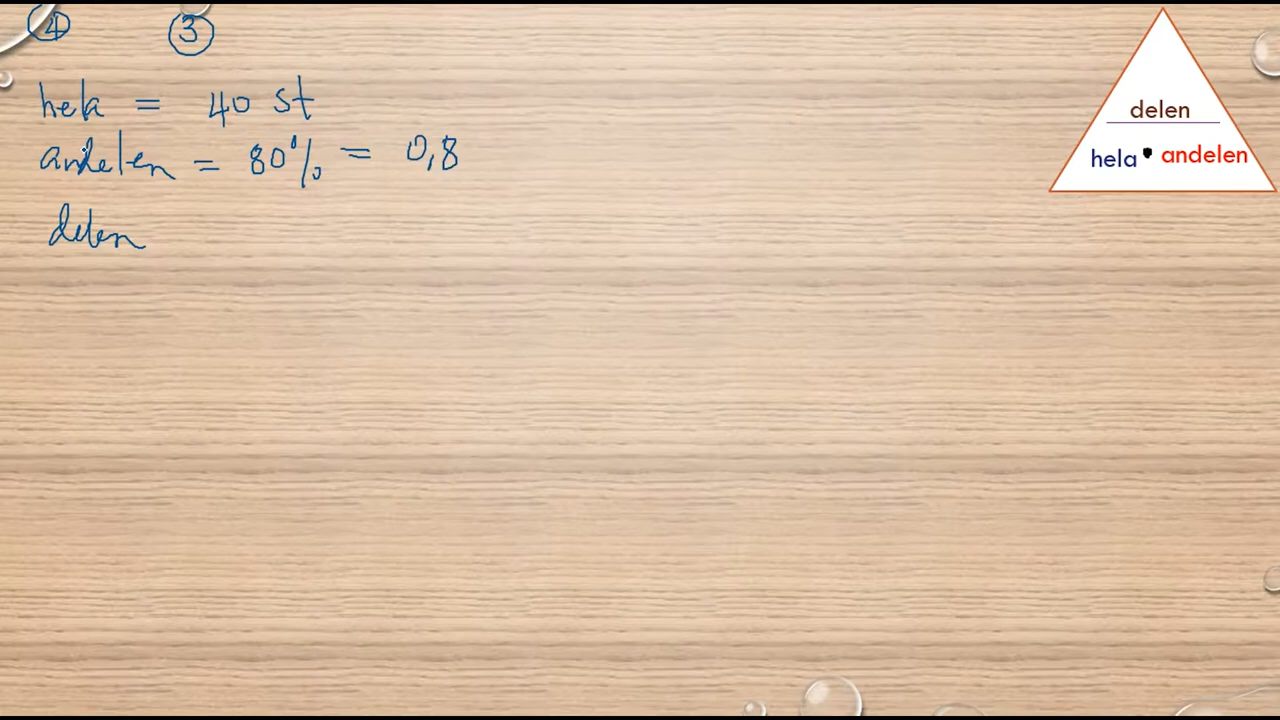 ④ ③
hela = 40 st
andelen = 80% = 0,8
delen
delen
hela • andelen